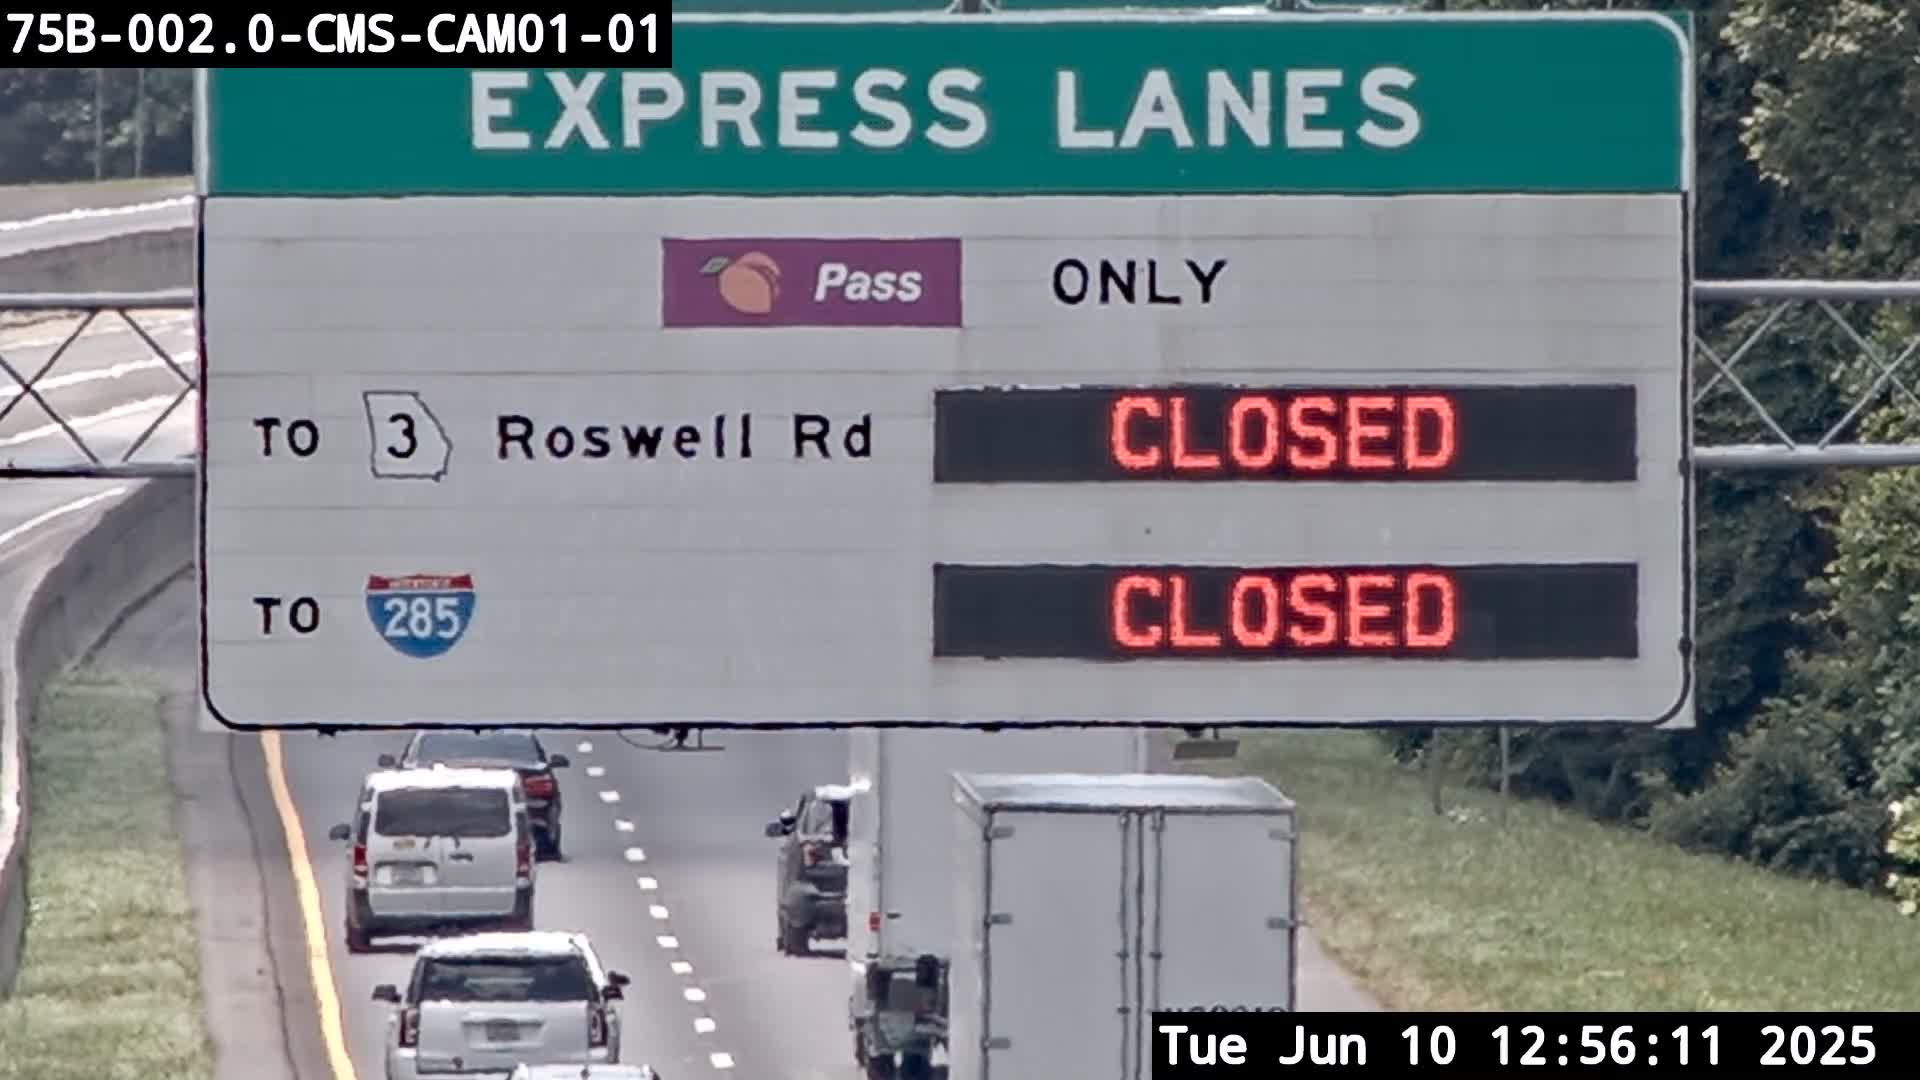 75B-002.0-CMS-CAM01-01
EXPRESS LANES
Pass ONLY
TO 3 Roswell Rd CLOSED
TO 285 CLOSED
Tue Jun 10 12:56:11 2025